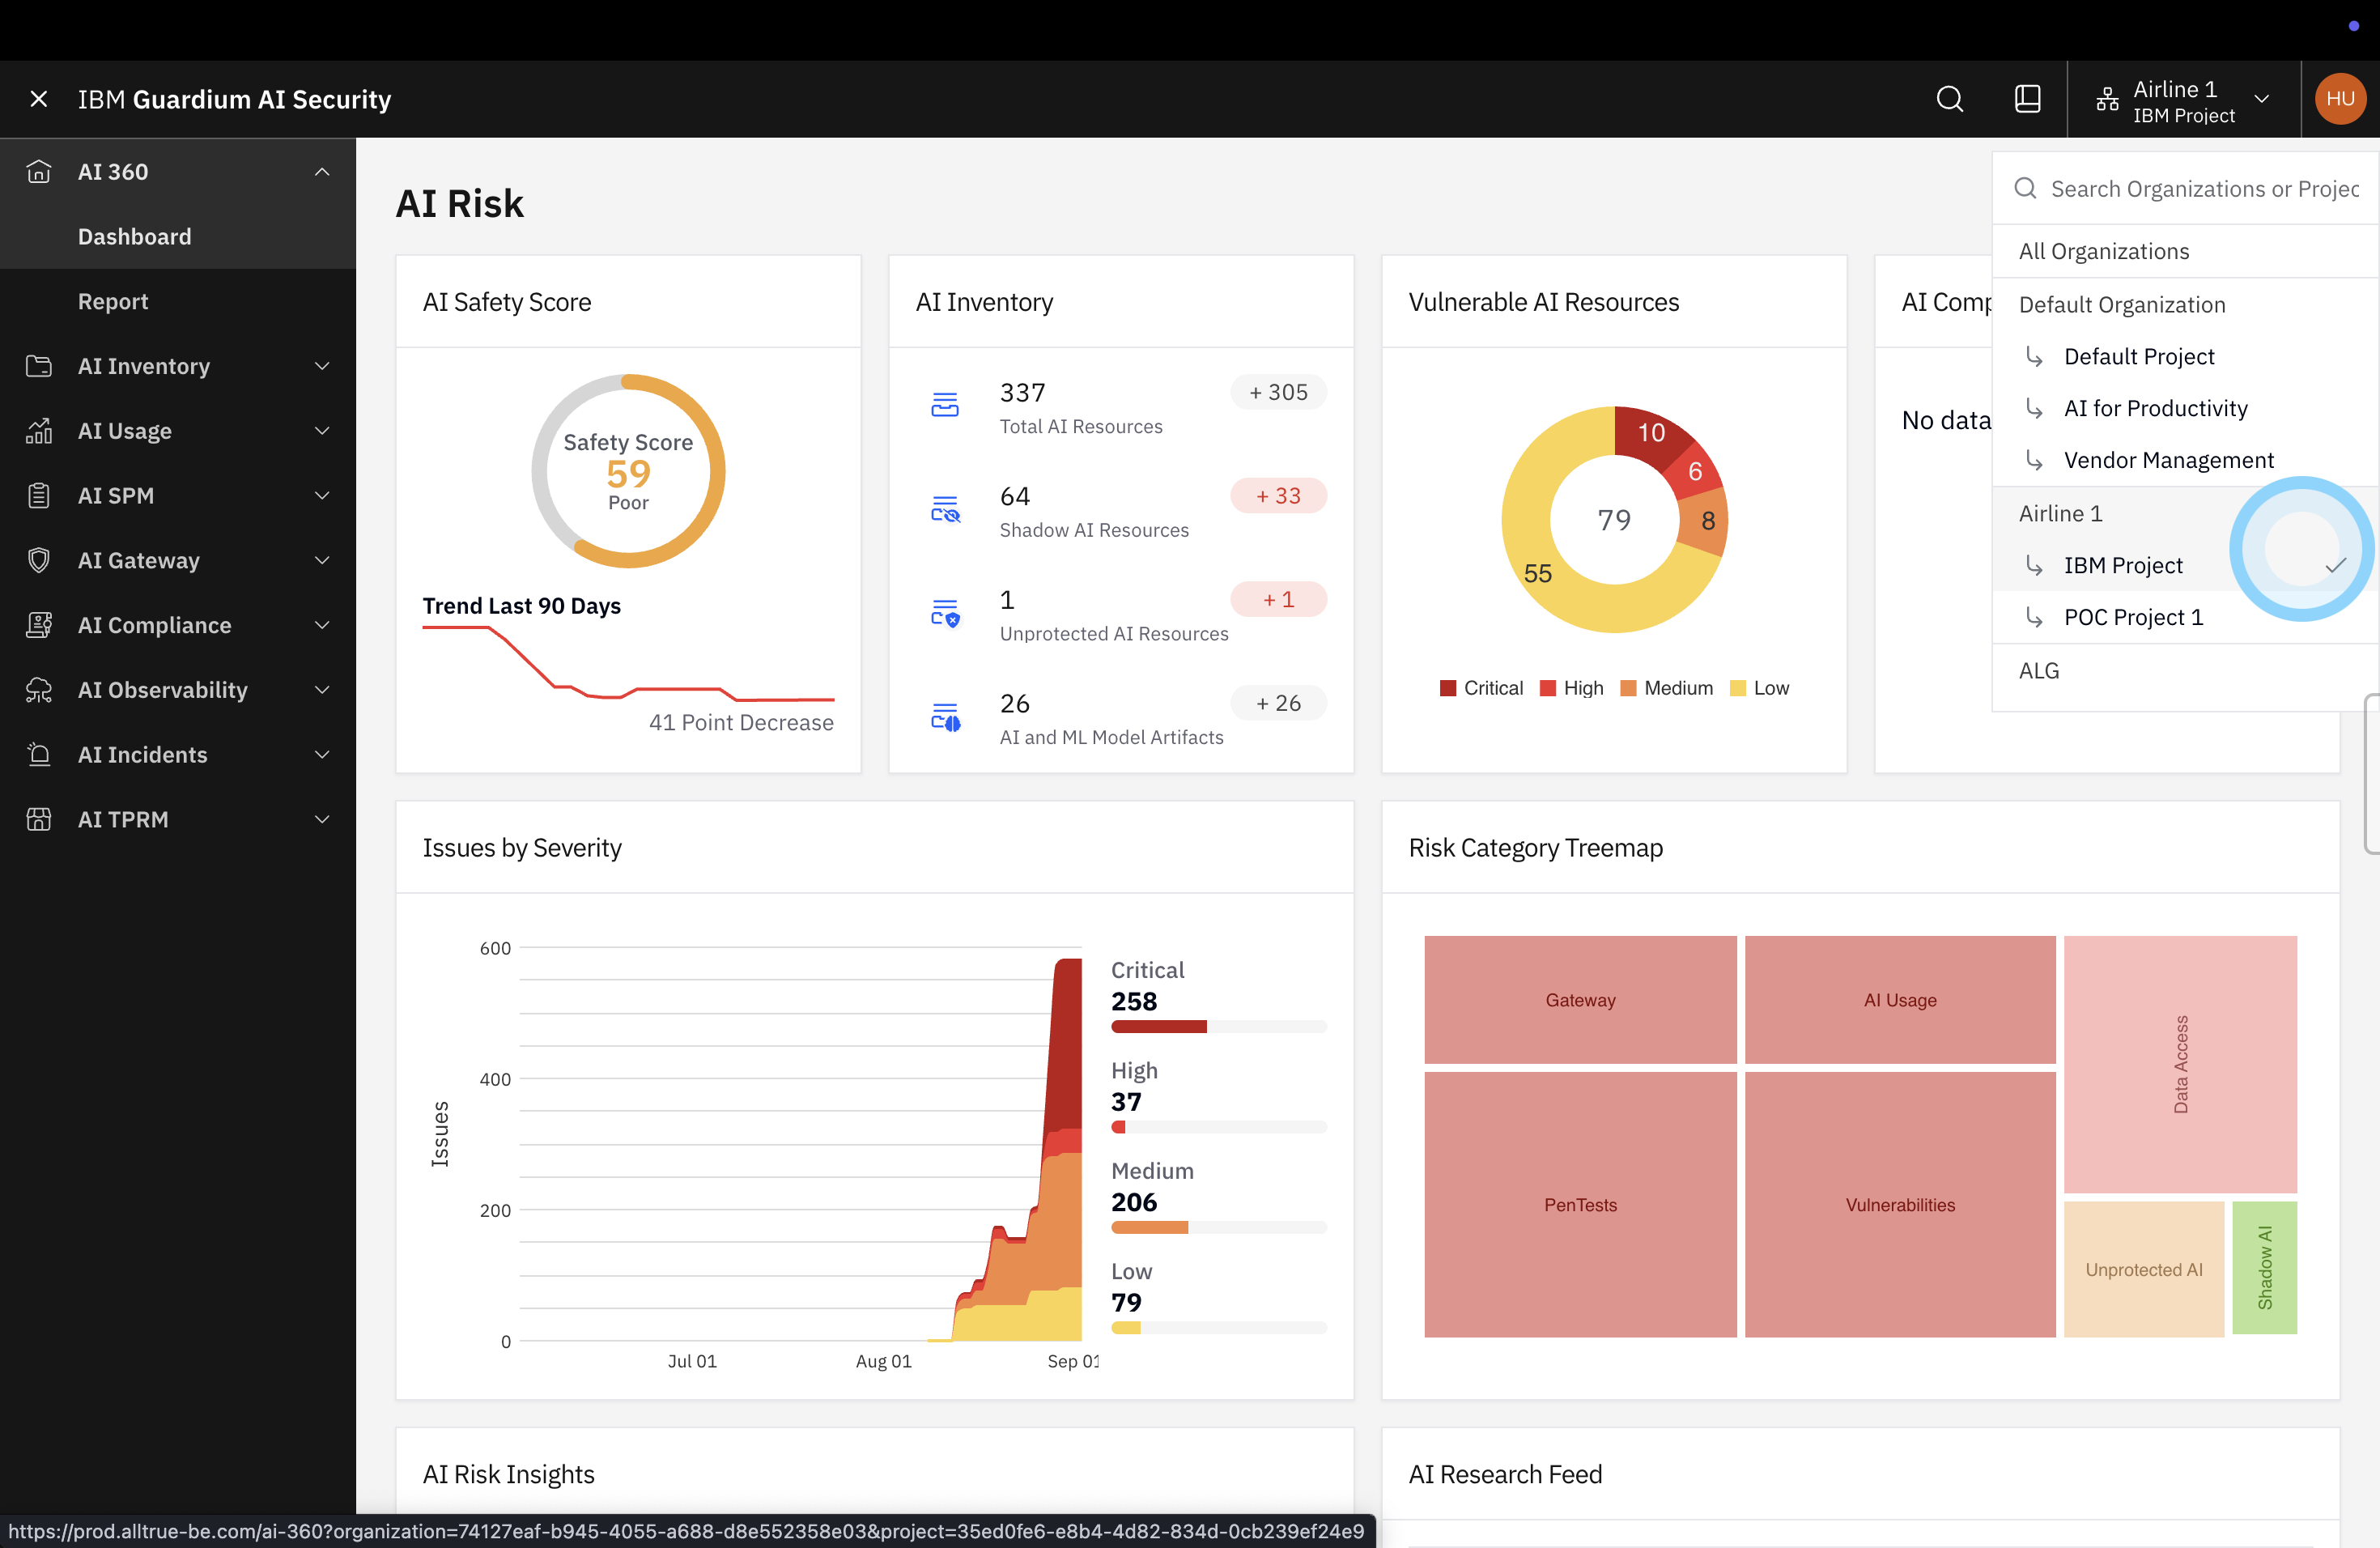 IBM Guardium AI Security
Airline 1
IBM Project
HU
AI 360
Dashboard
Report
AI Inventory
AI Usage
AI SPM
AI Gateway
AI Compliance
AI Observability
AI Incidents
AI TPRM
AI Risk
AI Safety Score
Safety Score
59
Poor
Trend Last 90 Days
41 Point Decrease
AI Inventory
337
+ 305
Total AI Resources
64
+ 33
Shadow AI Resources
1
+ 1
Unprotected AI Resources
26
+ 26
AI and ML Model Artifacts
Vulnerable AI Resources
10
6
8
55
79
Critical
High
Medium
Low
AI Comp
No data
Search Organizations or Projec
All Organizations
Default Organization
Default Project
AI for Productivity
Vendor Management
Airline 1
IBM Project
POC Project 1
ALG
Issues by Severity
Issues
600
400
200
0
Jul 01
Aug 01
Sep 01
Critical
258
High
37
Medium
206
Low
79
Risk Category Treemap
Gateway
AI Usage
Data Access
PenTests
Vulnerabilities
Unprotected AI
Shadow AI
AI Risk Insights
AI Research Feed
https://prod.alltrue-be.com/ai-360?organization=74127eaf-b945-4055-a688-d8e552358e03&project=35ed0fe6-e8b4-4d82-834d-0cb239ef24e9